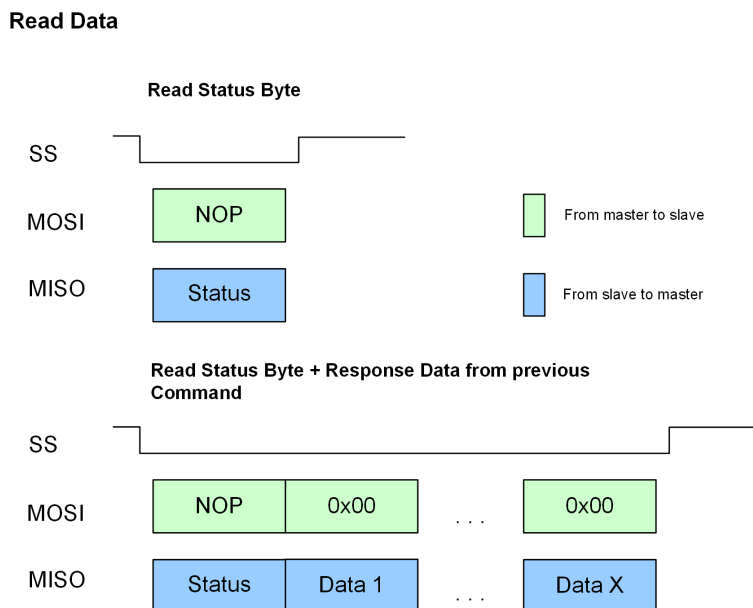 Read Data
Read Status Byte
SS
MOSI
NOP
From master to slave
MISO
Status
From slave to master
Read Status Byte + Response Data from previous
Command
SS
MOSI
NOP
0x00
. . .
0x00
MISO
Status
Data 1
. . .
Data X